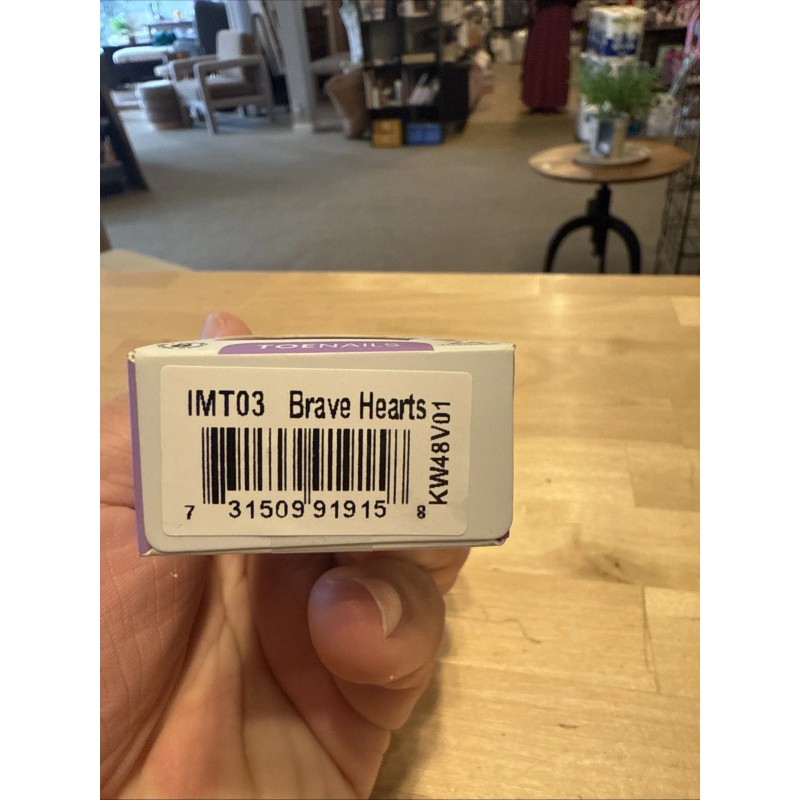 TOENAILS
IMT03 Brave Hearts
KW48V01
7 31509 91915 8